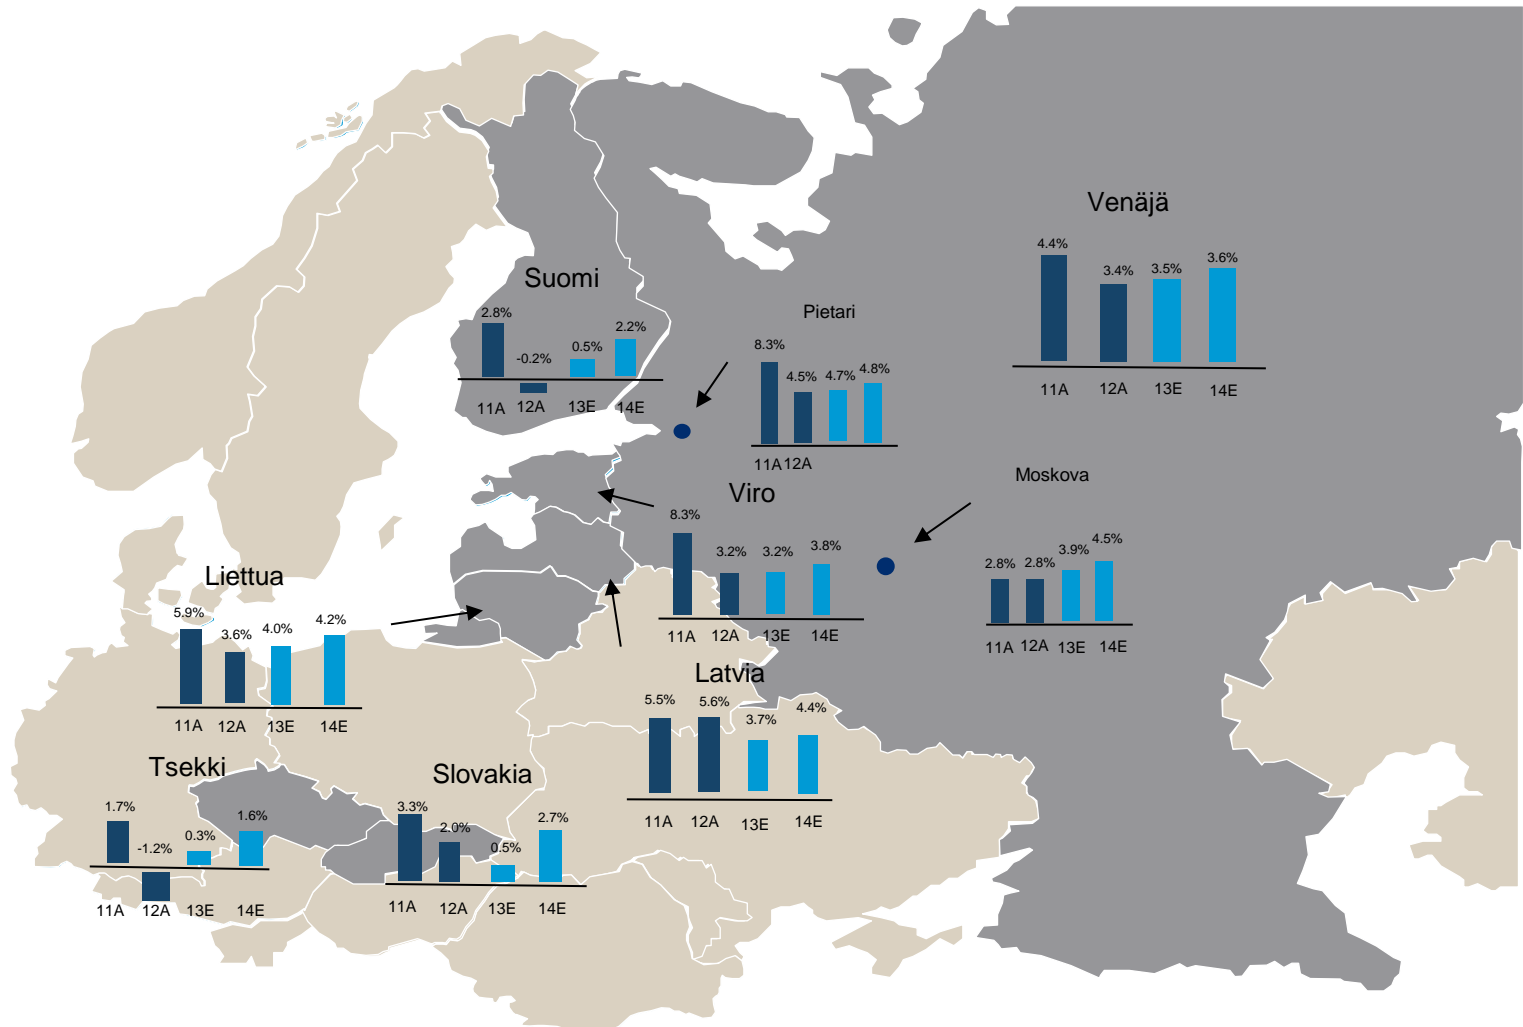 Venäjä
4.4% 3.4% 3.5% 3.6%
11A 12A 13E 14E
Suomi
2.8% -0.2% 0.5% 2.2%
11A 12A 13E 14E
Pietari
8.3% 4.5% 4.7% 4.8%
11A 12A
Moskova
2.8% 2.8% 3.9% 4.5%
11A 12A 13E 14E
Viro
8.3% 3.2% 3.2% 3.8%
11A 12A 13E 14E
Liettua
5.9% 3.6% 4.0% 4.2%
11A 12A 13E 14E
Latvia
5.5% 5.6% 3.7% 4.4%
11A 12A 13E 14E
Tsekki
1.7% -1.2% 0.3% 1.6%
11A 12A 13E 14E
Slovakia
3.3% 2.0% 0.5% 2.7%
11A 12A 13E 14E